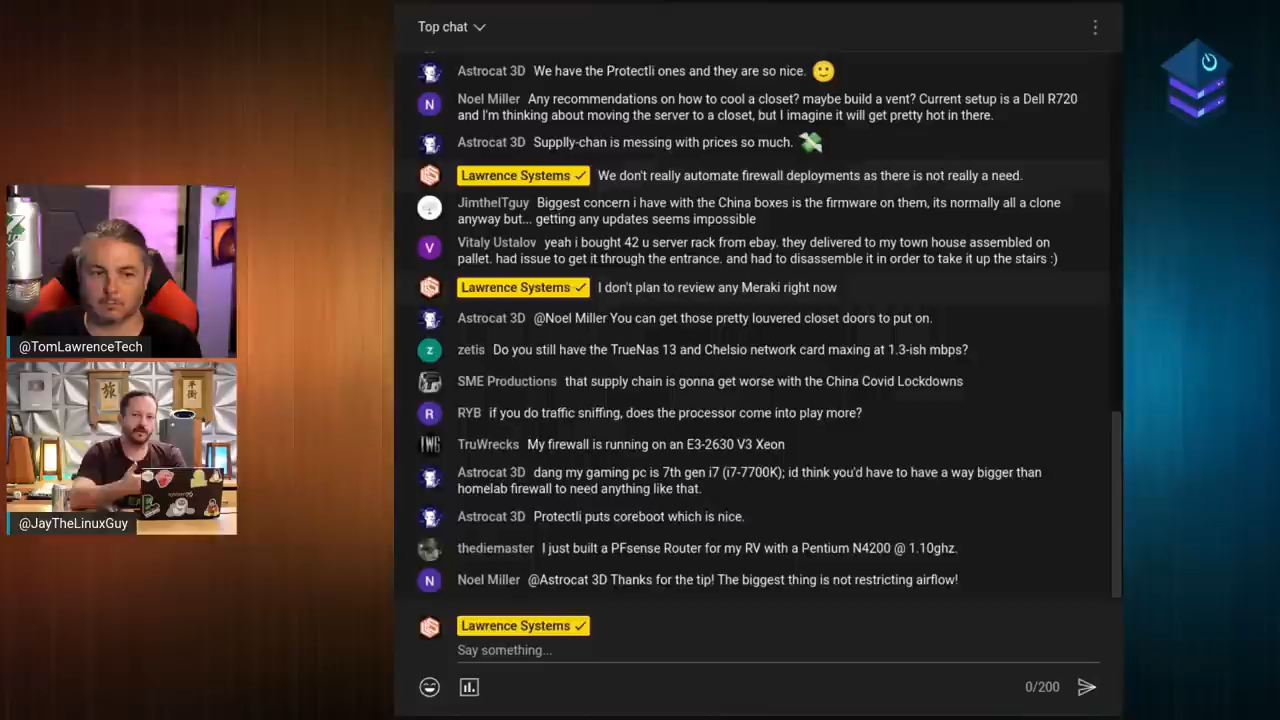 Top chat
Astrocat 3D We have the Protectli ones and they are so nice.
Noel Miller Any recommendations on how to cool a closet? maybe build a vent? Current setup is a Dell R720
and I'm thinking about moving the server to a closet, but I imagine it will get pretty hot in there.
Astrocat 3D Supplly-chan is messing with prices so much.
Lawrence Systems We don't really automate firewall deployments as there is not really a need.
JimtheITguy Biggest concern i have with the China boxes is the firmware on them, its normally all a clone
anyway but... getting any updates seems impossible
Vitaly Ustalov yeah i bought 42 u server rack from ebay. they delivered to my town house assembled on
pallet. had issue to get it through the entrance. and had to disassemble it in order to take it up the stairs :)
Lawrence Systems I don't plan to review any Meraki right now
Astrocat 3D @Noel Miller You can get those pretty louvered closet doors to put on.
zetis Do you still have the TrueNas 13 and Chelsio network card maxing at 1.3-ish mbps?
SME Productions that supply chain is gonna get worse with the China Covid Lockdowns
RYB if you do traffic sniffing, does the processor come into play more?
TruWrecks My firewall is running on an E3-2630 V3 Xeon
Astrocat 3D dang my gaming pc is 7th gen i7 (i7-7700K); id think you'd have to have a way bigger than
homelab firewall to need anything like that.
Astrocat 3D Protectli puts coreboot which is nice.
thediemaster I just built a PFsense Router for my RV with a Pentium N4200 @ 1.10ghz.
Noel Miller @Astrocat 3D Thanks for the tip! The biggest thing is not restricting airflow!
Lawrence Systems
Say something...
0/200
@TomLawrenceTech
@JayTheLinuxGuy